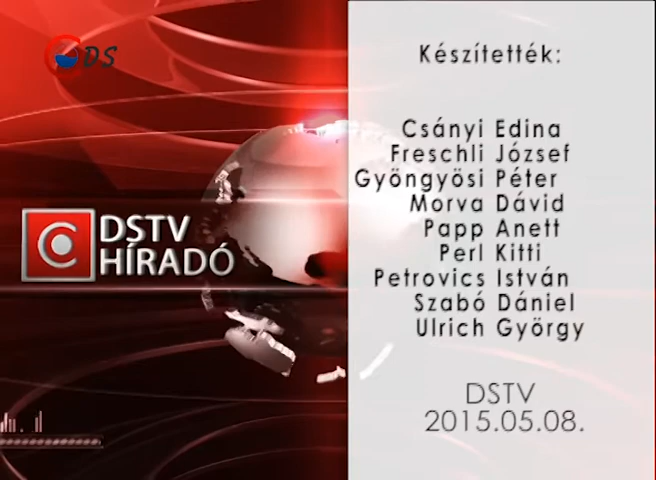 DS
DSTV
HÍRADÓ
Készítették:
Csányi Edina
Freschli József
Gyöngyösi Péter
Morva Dávid
Papp Anett
Perl Kitti
Petrovics István
Szabó Dániel
Ulrich György
DSTV
2015.05.08.